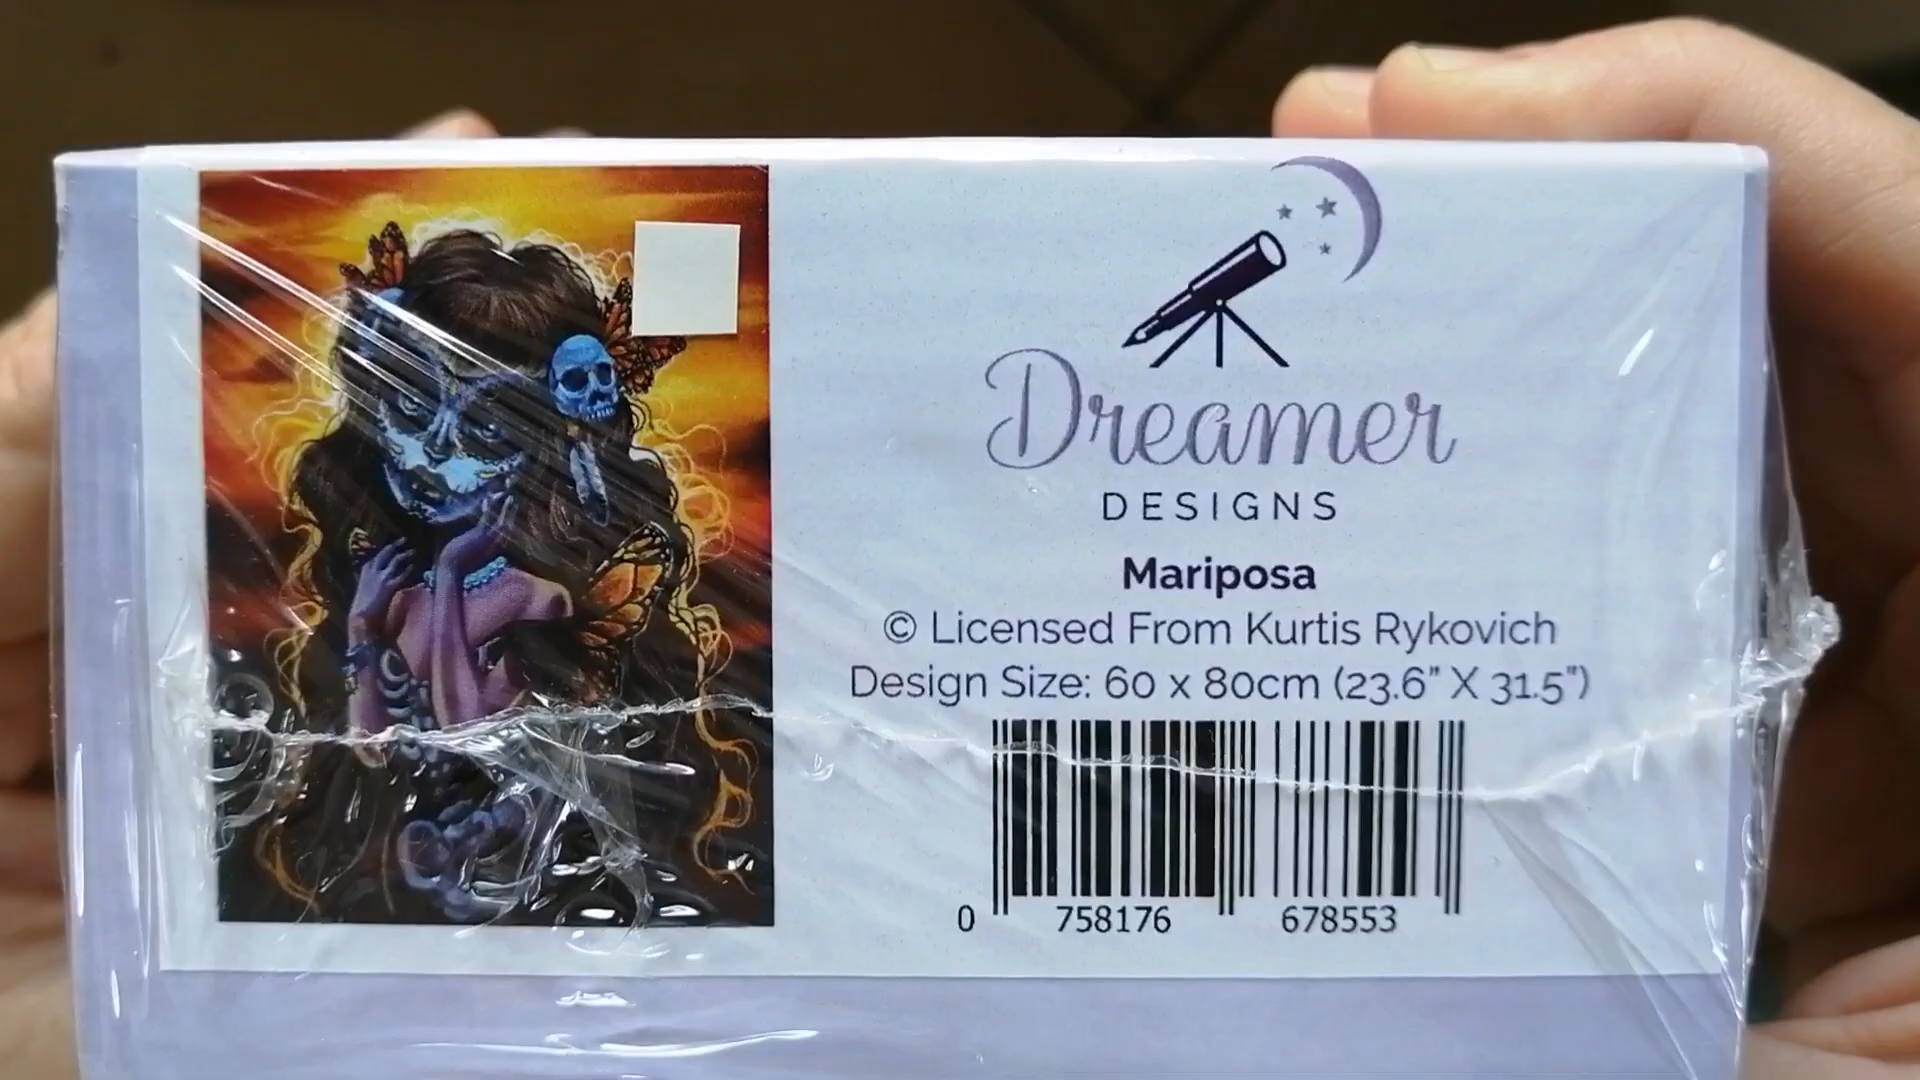 Dreamer
DESIGNS
Mariposa
© Licensed From Kurtis Rykovich
Design Size: 60 x 80cm (23.6” X 31.5”)
0 758176 678553